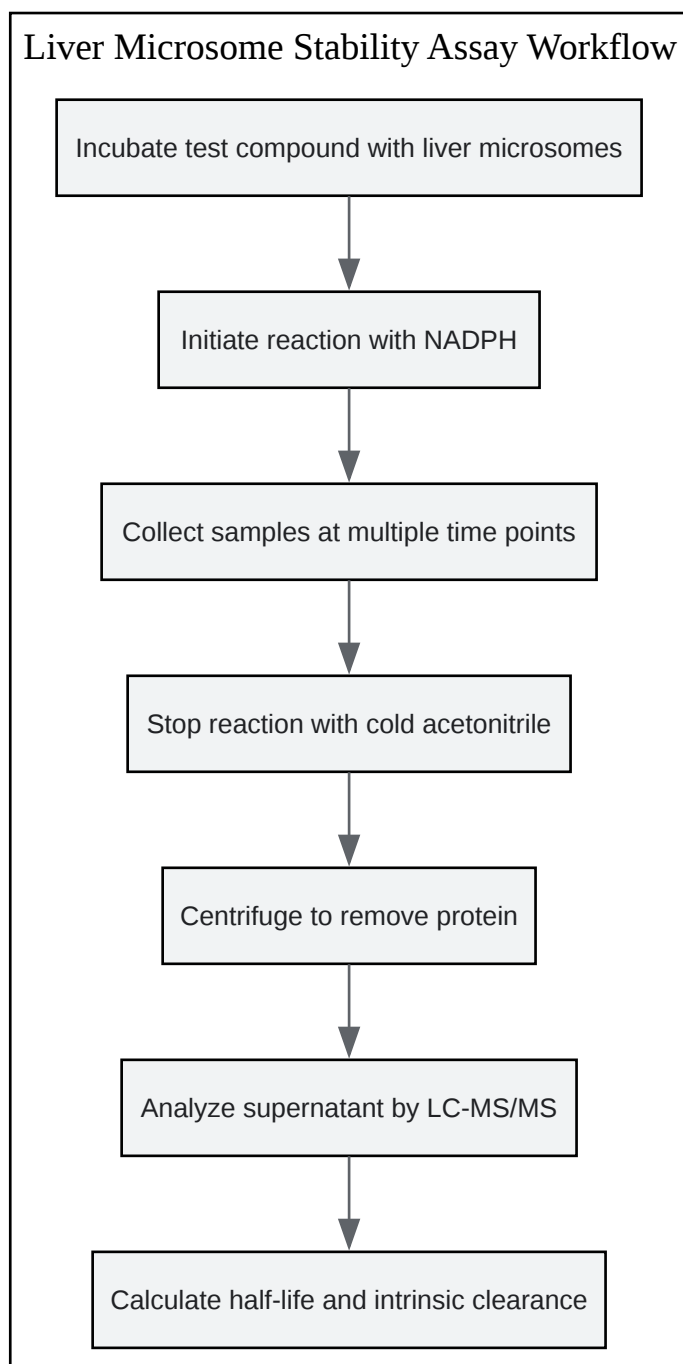 Liver Microsome Stability Assay Workflow
Incubate test compound with liver microsomes
Initiate reaction with NADPH
Collect samples at multiple time points
Stop reaction with cold acetonitrile
Centrifuge to remove protein
Analyze supernatant by LC-MS/MS
Calculate half-life and intrinsic clearance